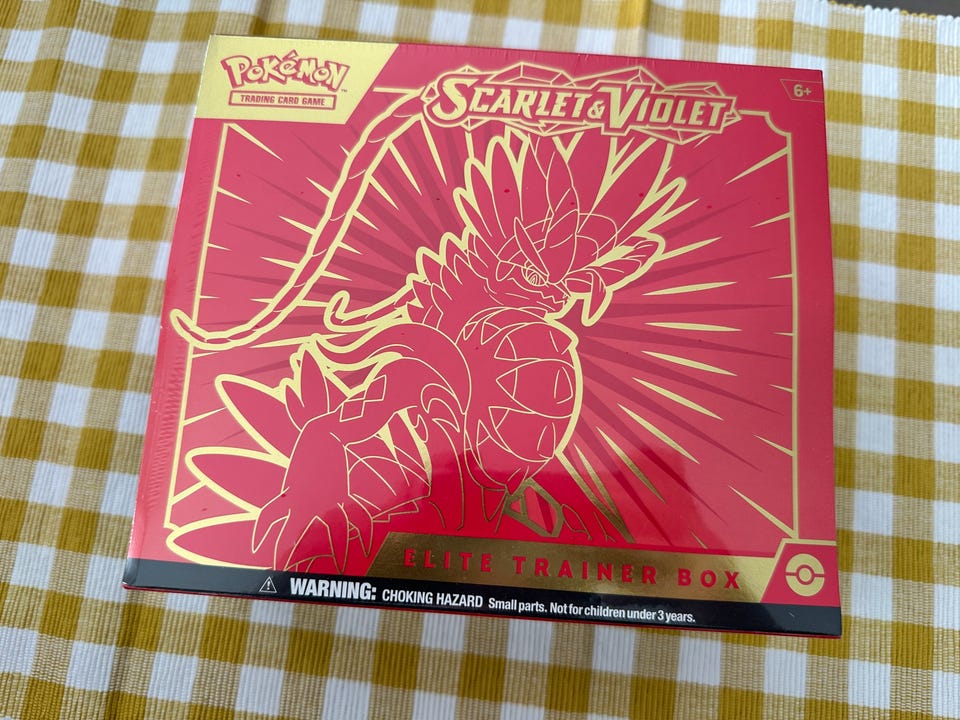 POKéMON
TRADING CARD GAME
SCARLET & VIOLET
6+
ELITE TRAINER BOX
WARNING: CHOKING HAZARD Small parts. Not for children under 3 years.